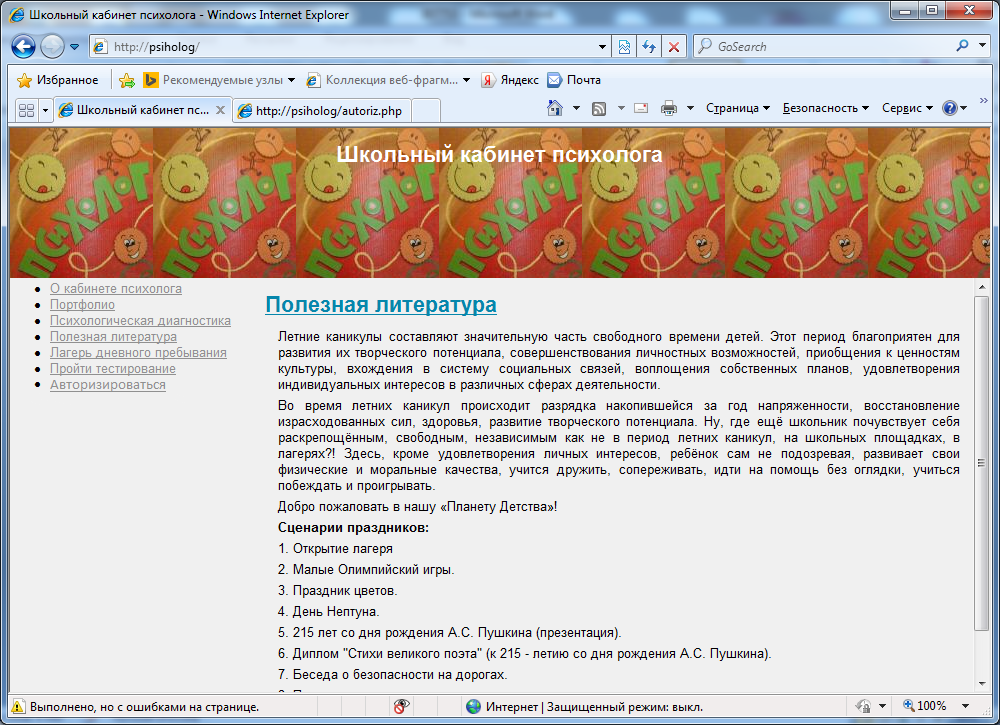 Школьный кабинет психолога - Windows Internet Explorer
http://psiholog/
GoSearch
Избранное
Рекомендуемые узлы
Коллекция веб-фрагм...
Яндекс
Почта
Школьный кабинет пс...
http://psiholog/autoriz.php
Страница
Безопасность
Сервис
Школьный кабинет психолога
ПСИХОЛОГ ПСИХОЛОГ ПСИХОЛОГ ПСИХОЛОГ ПСИХОЛОГ ПСИХОЛОГ
О кабинете психолога
Портфолио
Психологическая диагностика
Полезная литература
Лагерь дневного пребывания
Пройти тестирование
Авторизироваться
Полезная литература
Летние каникулы составляют значительную часть свободного времени детей. Этот период благоприятен для
развития их творческого потенциала, совершенствования личностных возможностей, приобщения к ценностям
культуры, вхождения в систему социальных связей, воплощения собственных планов, удовлетворения
индивидуальных интересов в различных сферах деятельности.
Во время летних каникул происходит разрядка накопившейся за год напряженности, восстановление
израсходованных сил, здоровья, развитие творческого потенциала. Ну, где ещё школьник почувствует себя
раскрепощённым, свободным, независимым как не в период летних каникул, на школьных площадках, в
лагерях?! Здесь, кроме удовлетворения личных интересов, ребёнок сам не подозревая, развивает свои
физические и моральные качества, учится дружить, сопереживать, идти на помощь без оглядки, учиться
побеждать и проигрывать.
Добро пожаловать в нашу «Планету Детства»!
Сценарии праздников:
1. Открытие лагеря
2. Малые Олимпийский игры.
3. Праздник цветов.
4. День Нептуна.
5. 215 лет со дня рождения А.С. Пушкина (презентация).
6. Диплом "Стихи великого поэта" (к 215 - летию со дня рождения А.С. Пушкина).
7. Беседа о безопасности на дорогах.
Выполнено, но с ошибками на странице.
Интернет | Защищенный режим: выкл.
100%